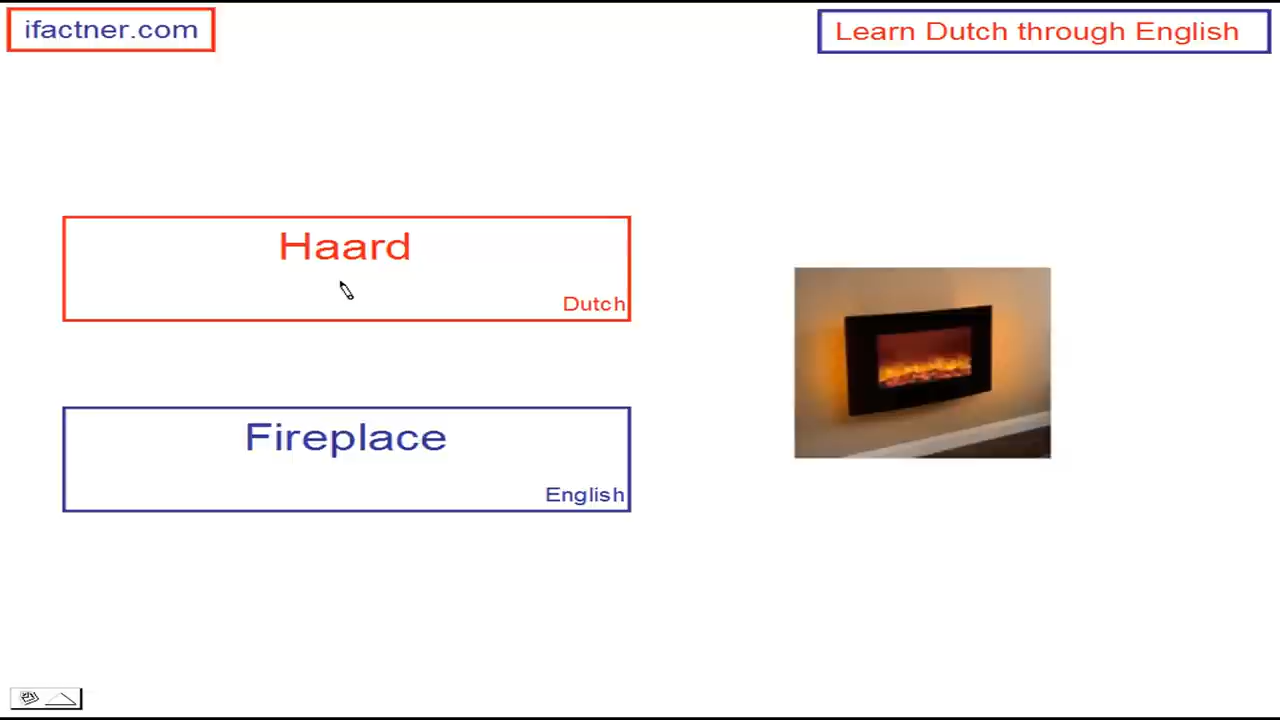 ifactner.com
Learn Dutch through English
Haard
Dutch
Fireplace
English